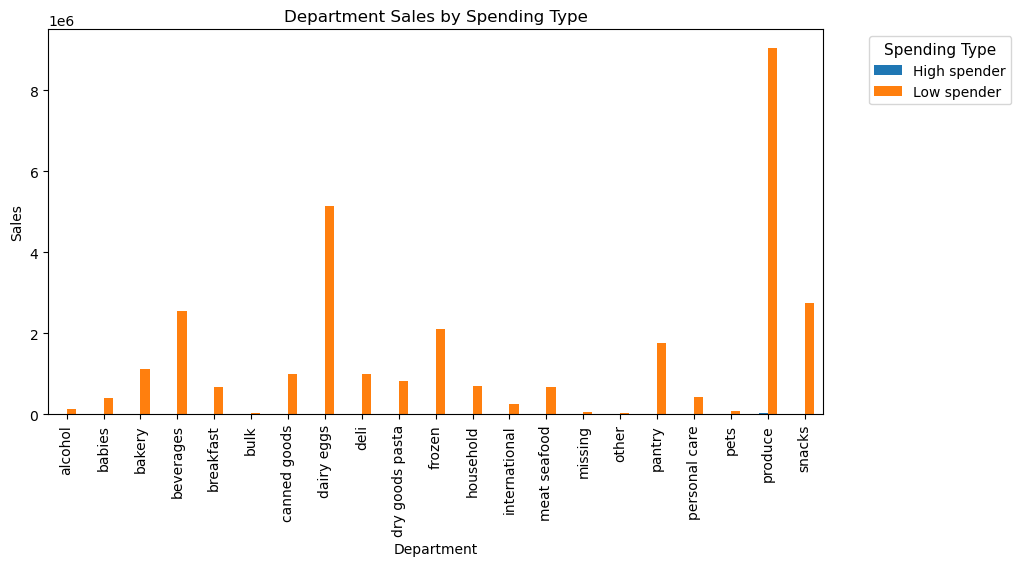 Department Sales by Spending Type
1e6
Spending Type
High spender
Low spender
8
6
4
2
0
Sales
alcohol
babies
bakery
beverages
breakfast
bulk
canned goods
dairy eggs
deli
dry goods pasta
frozen
household
international
meat seafood
missing
other
pantry
personal care
pets
produce
snacks
Department